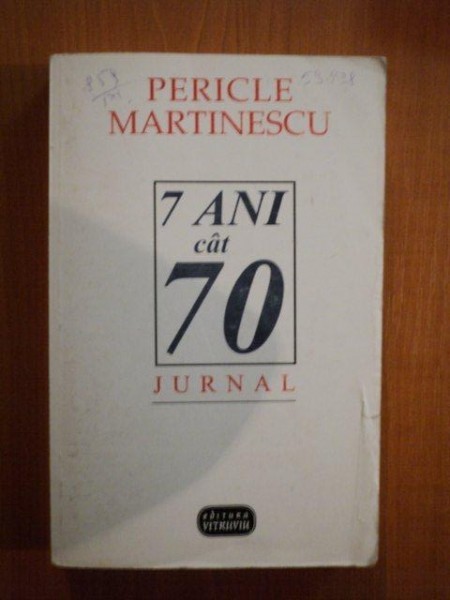 PERICLE
MARTINESCU
7 ANI
cât
70
JURNAL
editura
VITRUVIU